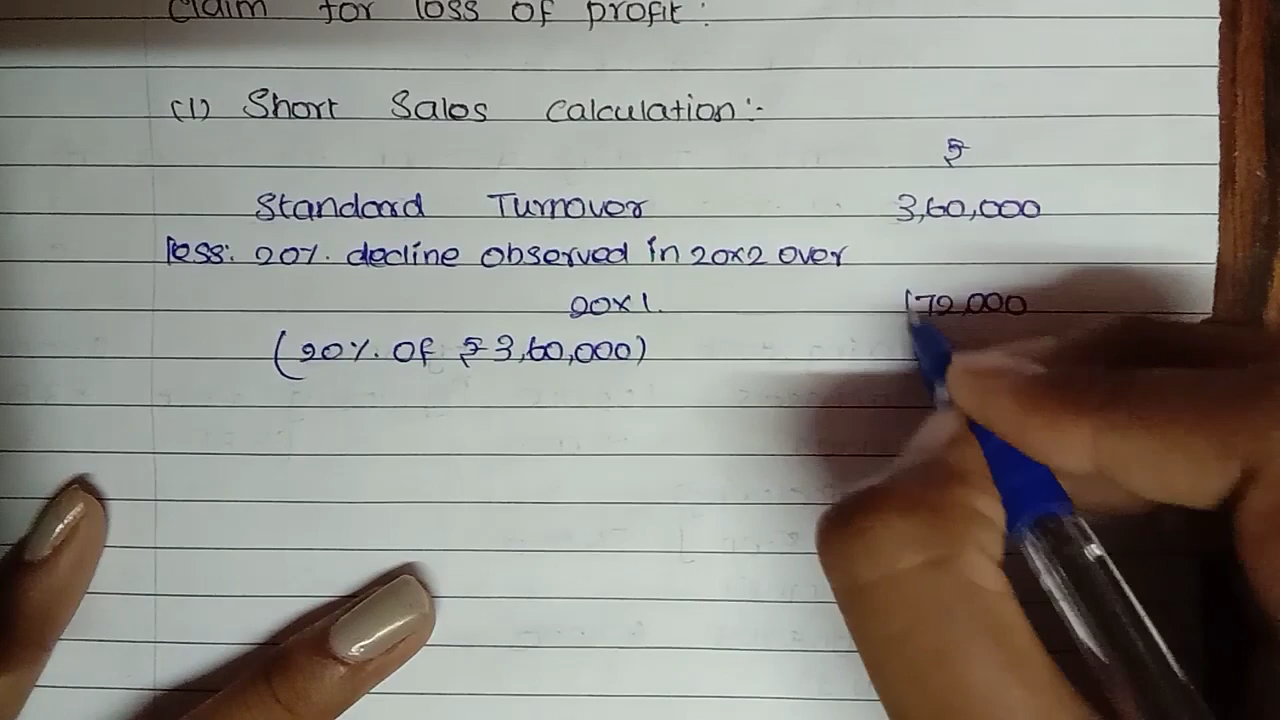 Claim for loss of profit:
(1) Short Sales Calculation:-
₹
Standard Turnover 3,60,000
less: 20%. decline observed in 20x2 over
20x1. (72,000
(20%. of ₹3,60,000)